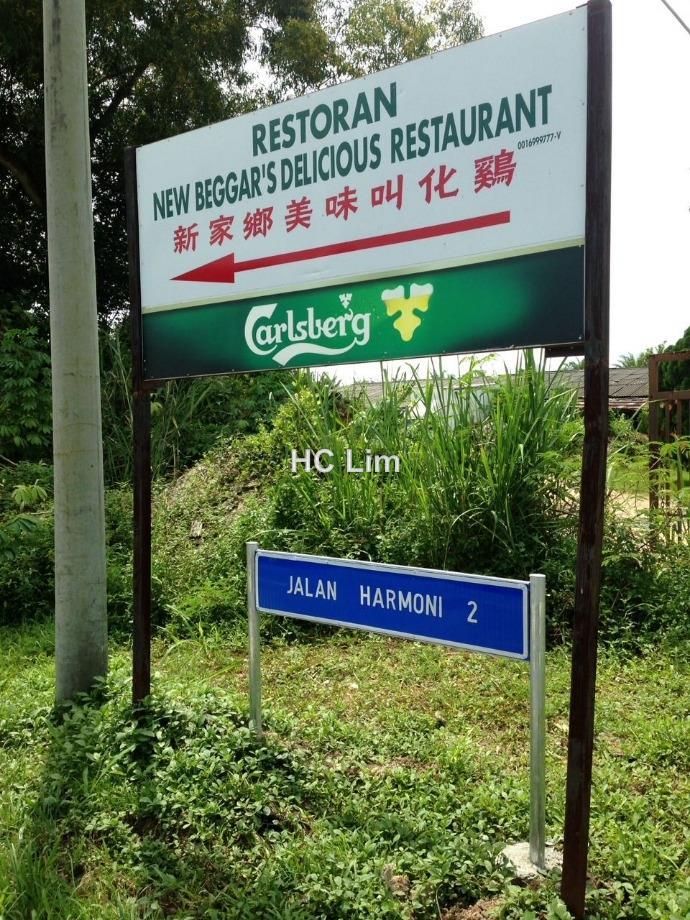 RESTORAN
NEW BEGGAR'S DELICIOUS RESTAURANT
0016999777-V
新家鄉美味叫化鷄
Carlsberg
HC Lim
JALAN HARMONI 2